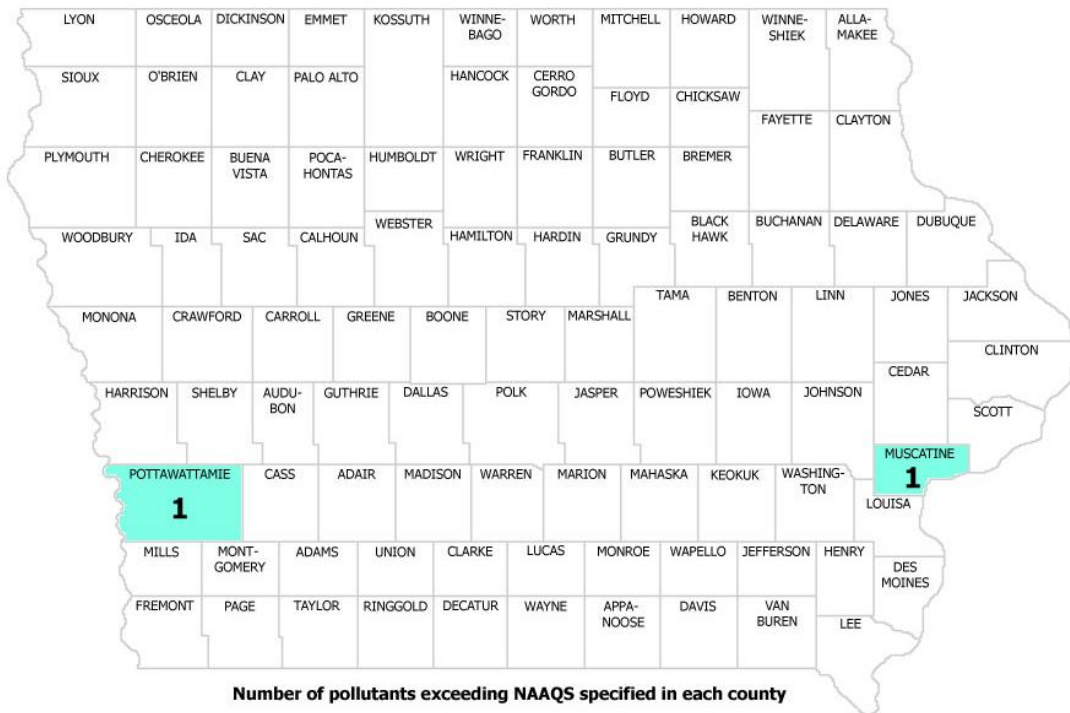 LYON
OSCEOLA
DICKINSON
EMMET
KOSSUTH
WINNE-
BAGO
WORTH
MITCHELL
HOWARD
WINNE-
SHIEK
ALLA-
MAKEE
SIOUX
O'BRIEN
CLAY
PALO ALTO
HANCOCK
CERRO
GORDO
FLOYD
CHICKSAW
FAYETTE
CLAYTON
PLYMOUTH
CHEROKEE
BUENA
VISTA
POCA-
HONTAS
HUMBOLDT
WRIGHT
FRANKLIN
BUTLER
BREMER
WEBSTER
WOODBURY
IDA
SAC
CALHOUN
HAMILTON
HARDIN
GRUNDY
BLACK
HAWK
BUCHANAN
DELAWARE
DUBUQUE
TAMA
BENTON
LINN
JONES
JACKSON
MONONA
CRAWFORD
CARROLL
GREENE
BOONE
STORY
MARSHALL
CLINTON
CEDAR
HARRISON
SHELBY
AUDU-
BON
GUTHRIE
DALLAS
POLK
JASPER
POWESHIEK
IOWA
JOHNSON
SCOTT
MUSCATINE
1
POTTAWATTAMIE
1
CASS
ADAIR
MADISON
WARREN
MARION
MAHASKA
KEOKUK
WASHING-
TON
LOUISA
MILLS
MONT-
GOMERY
ADAMS
UNION
CLARKE
LUCAS
MONROE
WAPELLO
JEFFERSON
HENRY
DES
MOINES
FREMONT
PAGE
TAYLOR
RINGGOLD
DECATUR
WAYNE
APPA-
NOOSE
DAVIS
VAN
BUREN
LEE
Number of pollutants exceeding NAAQS specified in each county